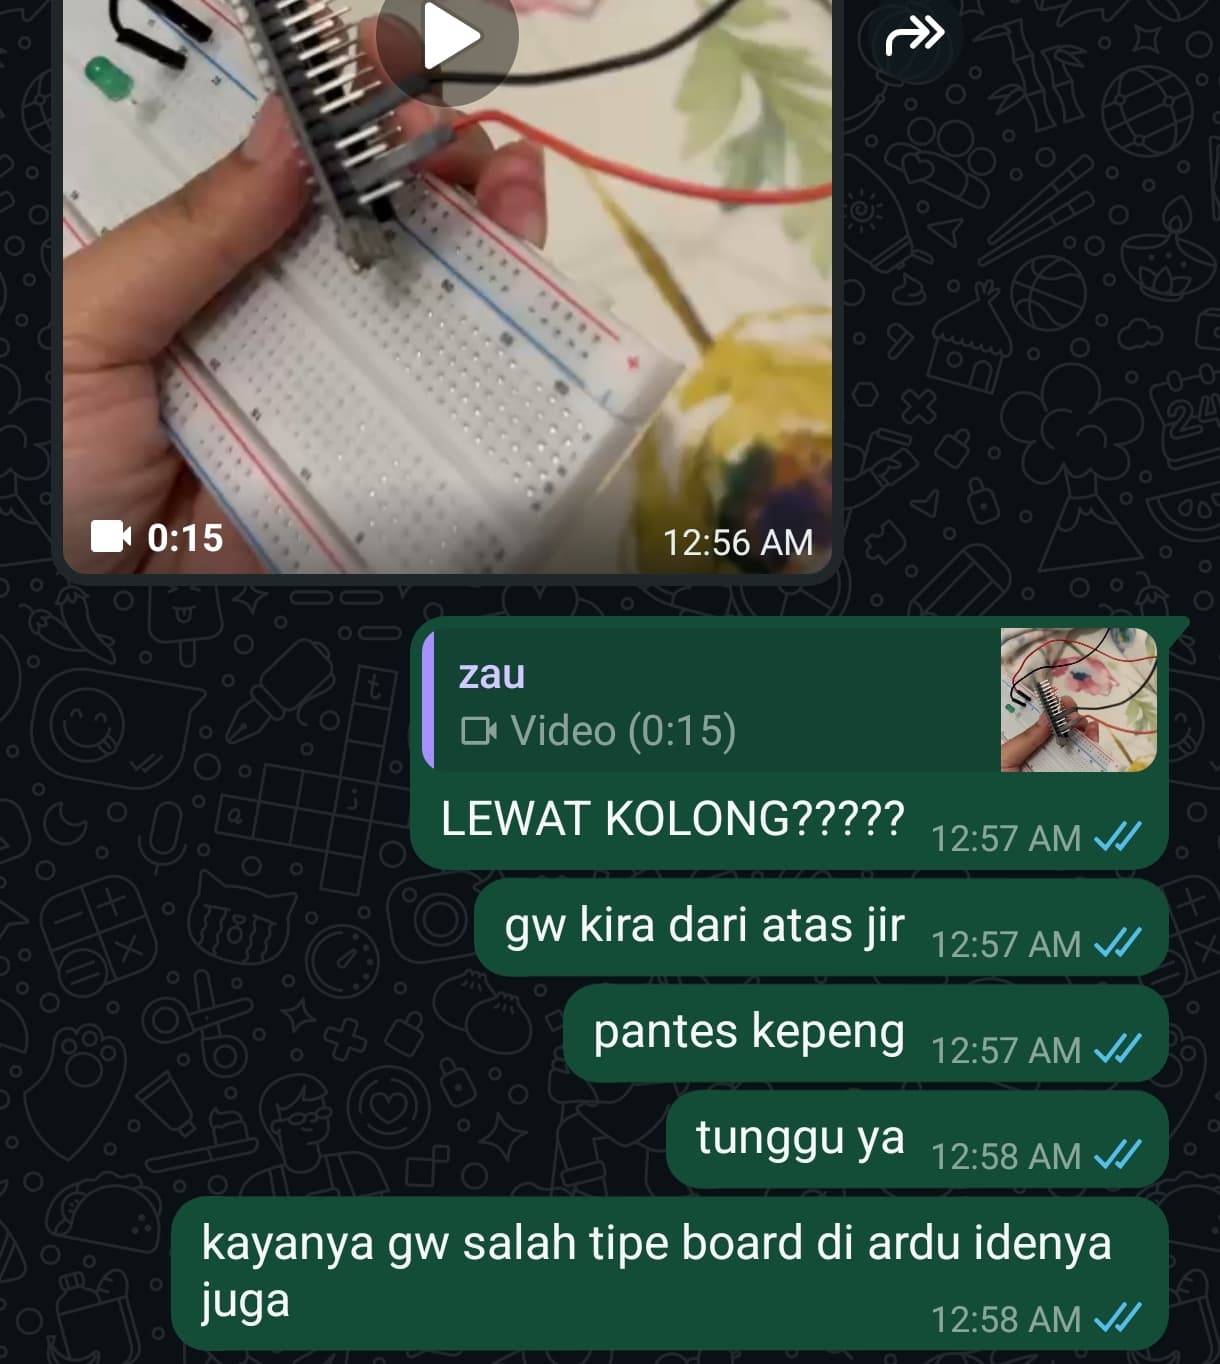 0:15
12:56 AM
zau
Video (0:15)
LEWAT KOLONG?????
12:57 AM
gw kira dari atas jir
12:57 AM
pantes kepeng
12:57 AM
tunggu ya
12:58 AM
kayanya gw salah tipe board di ardu idenya
juga
12:58 AM